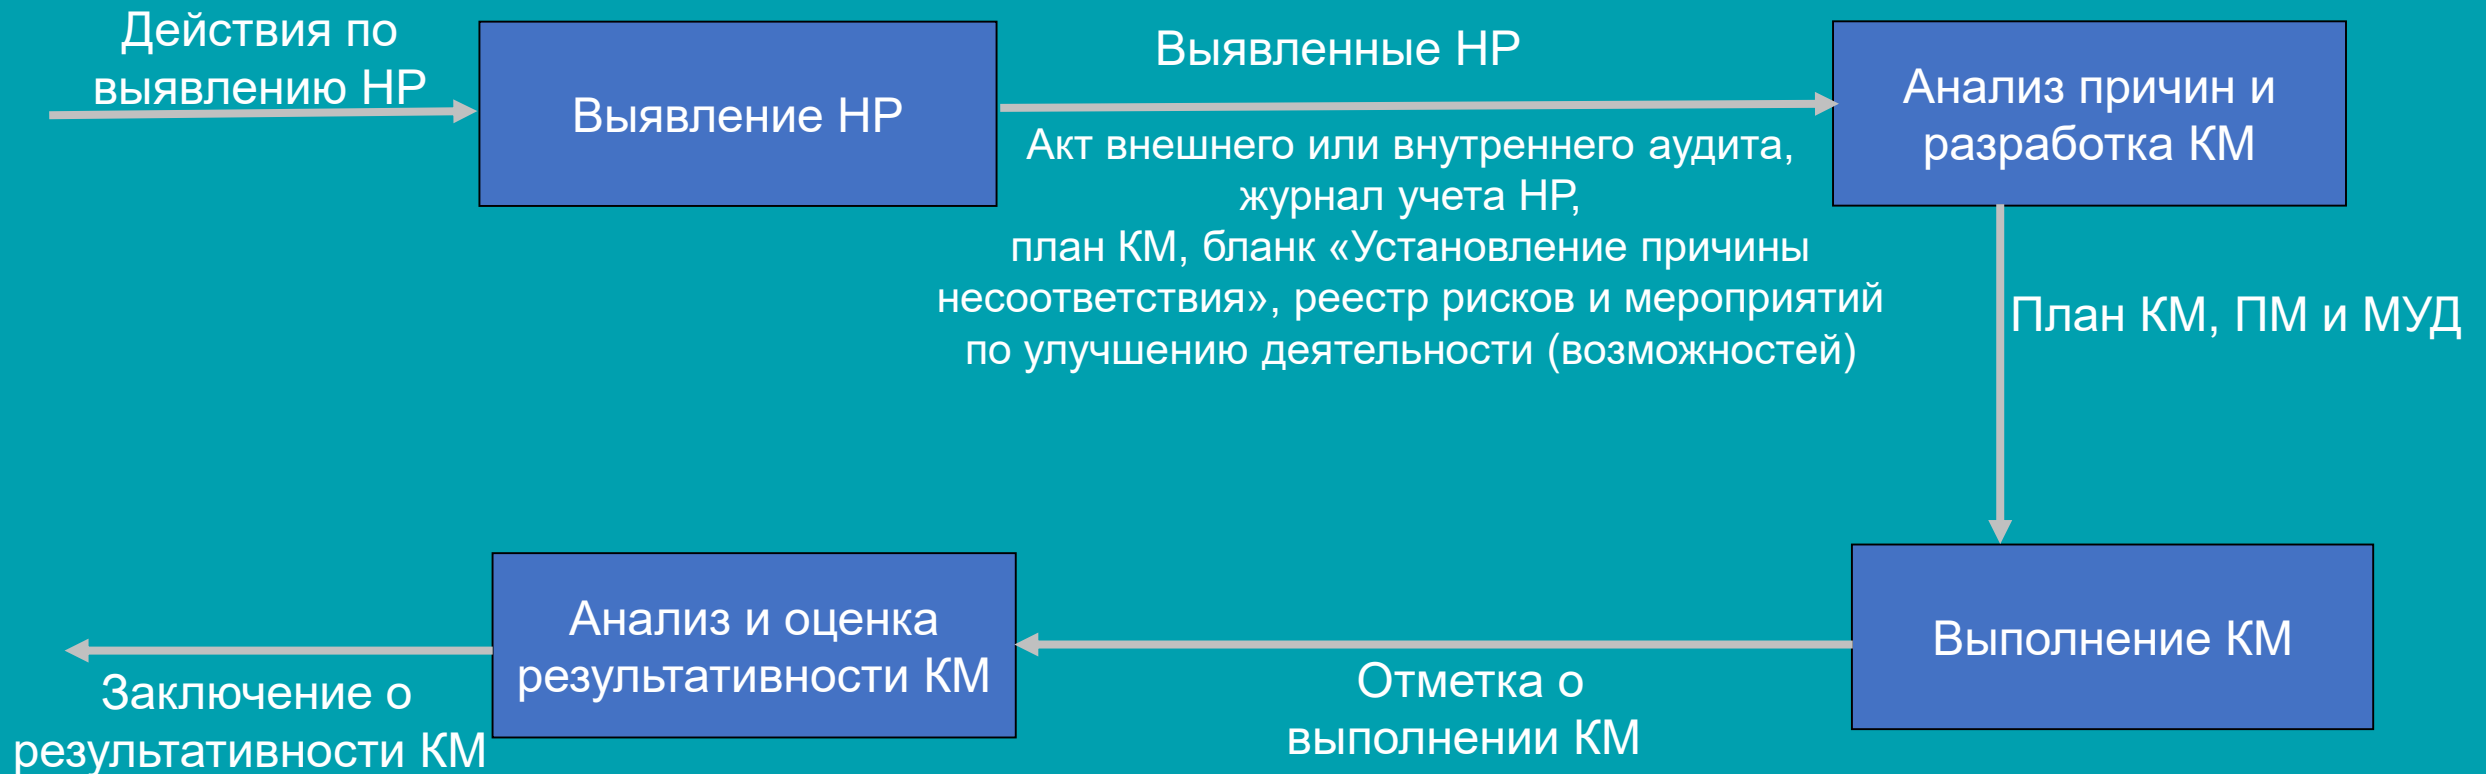 Действия по
выявлению НР
Выявление НР
Выявленные НР
Акт внешнего или внутреннего аудита,
журнал учета НР,
план КМ, бланк «Установление причины
несоответствия», реестр рисков и мероприятий
по улучшению деятельности (возможностей)
Анализ причин и
разработка КМ
План КМ, ПМ и МУД
Выполнение КМ
Отметка о
выполнении КМ
Анализ и оценка
результативности КМ
Заключение о
результативности КМ